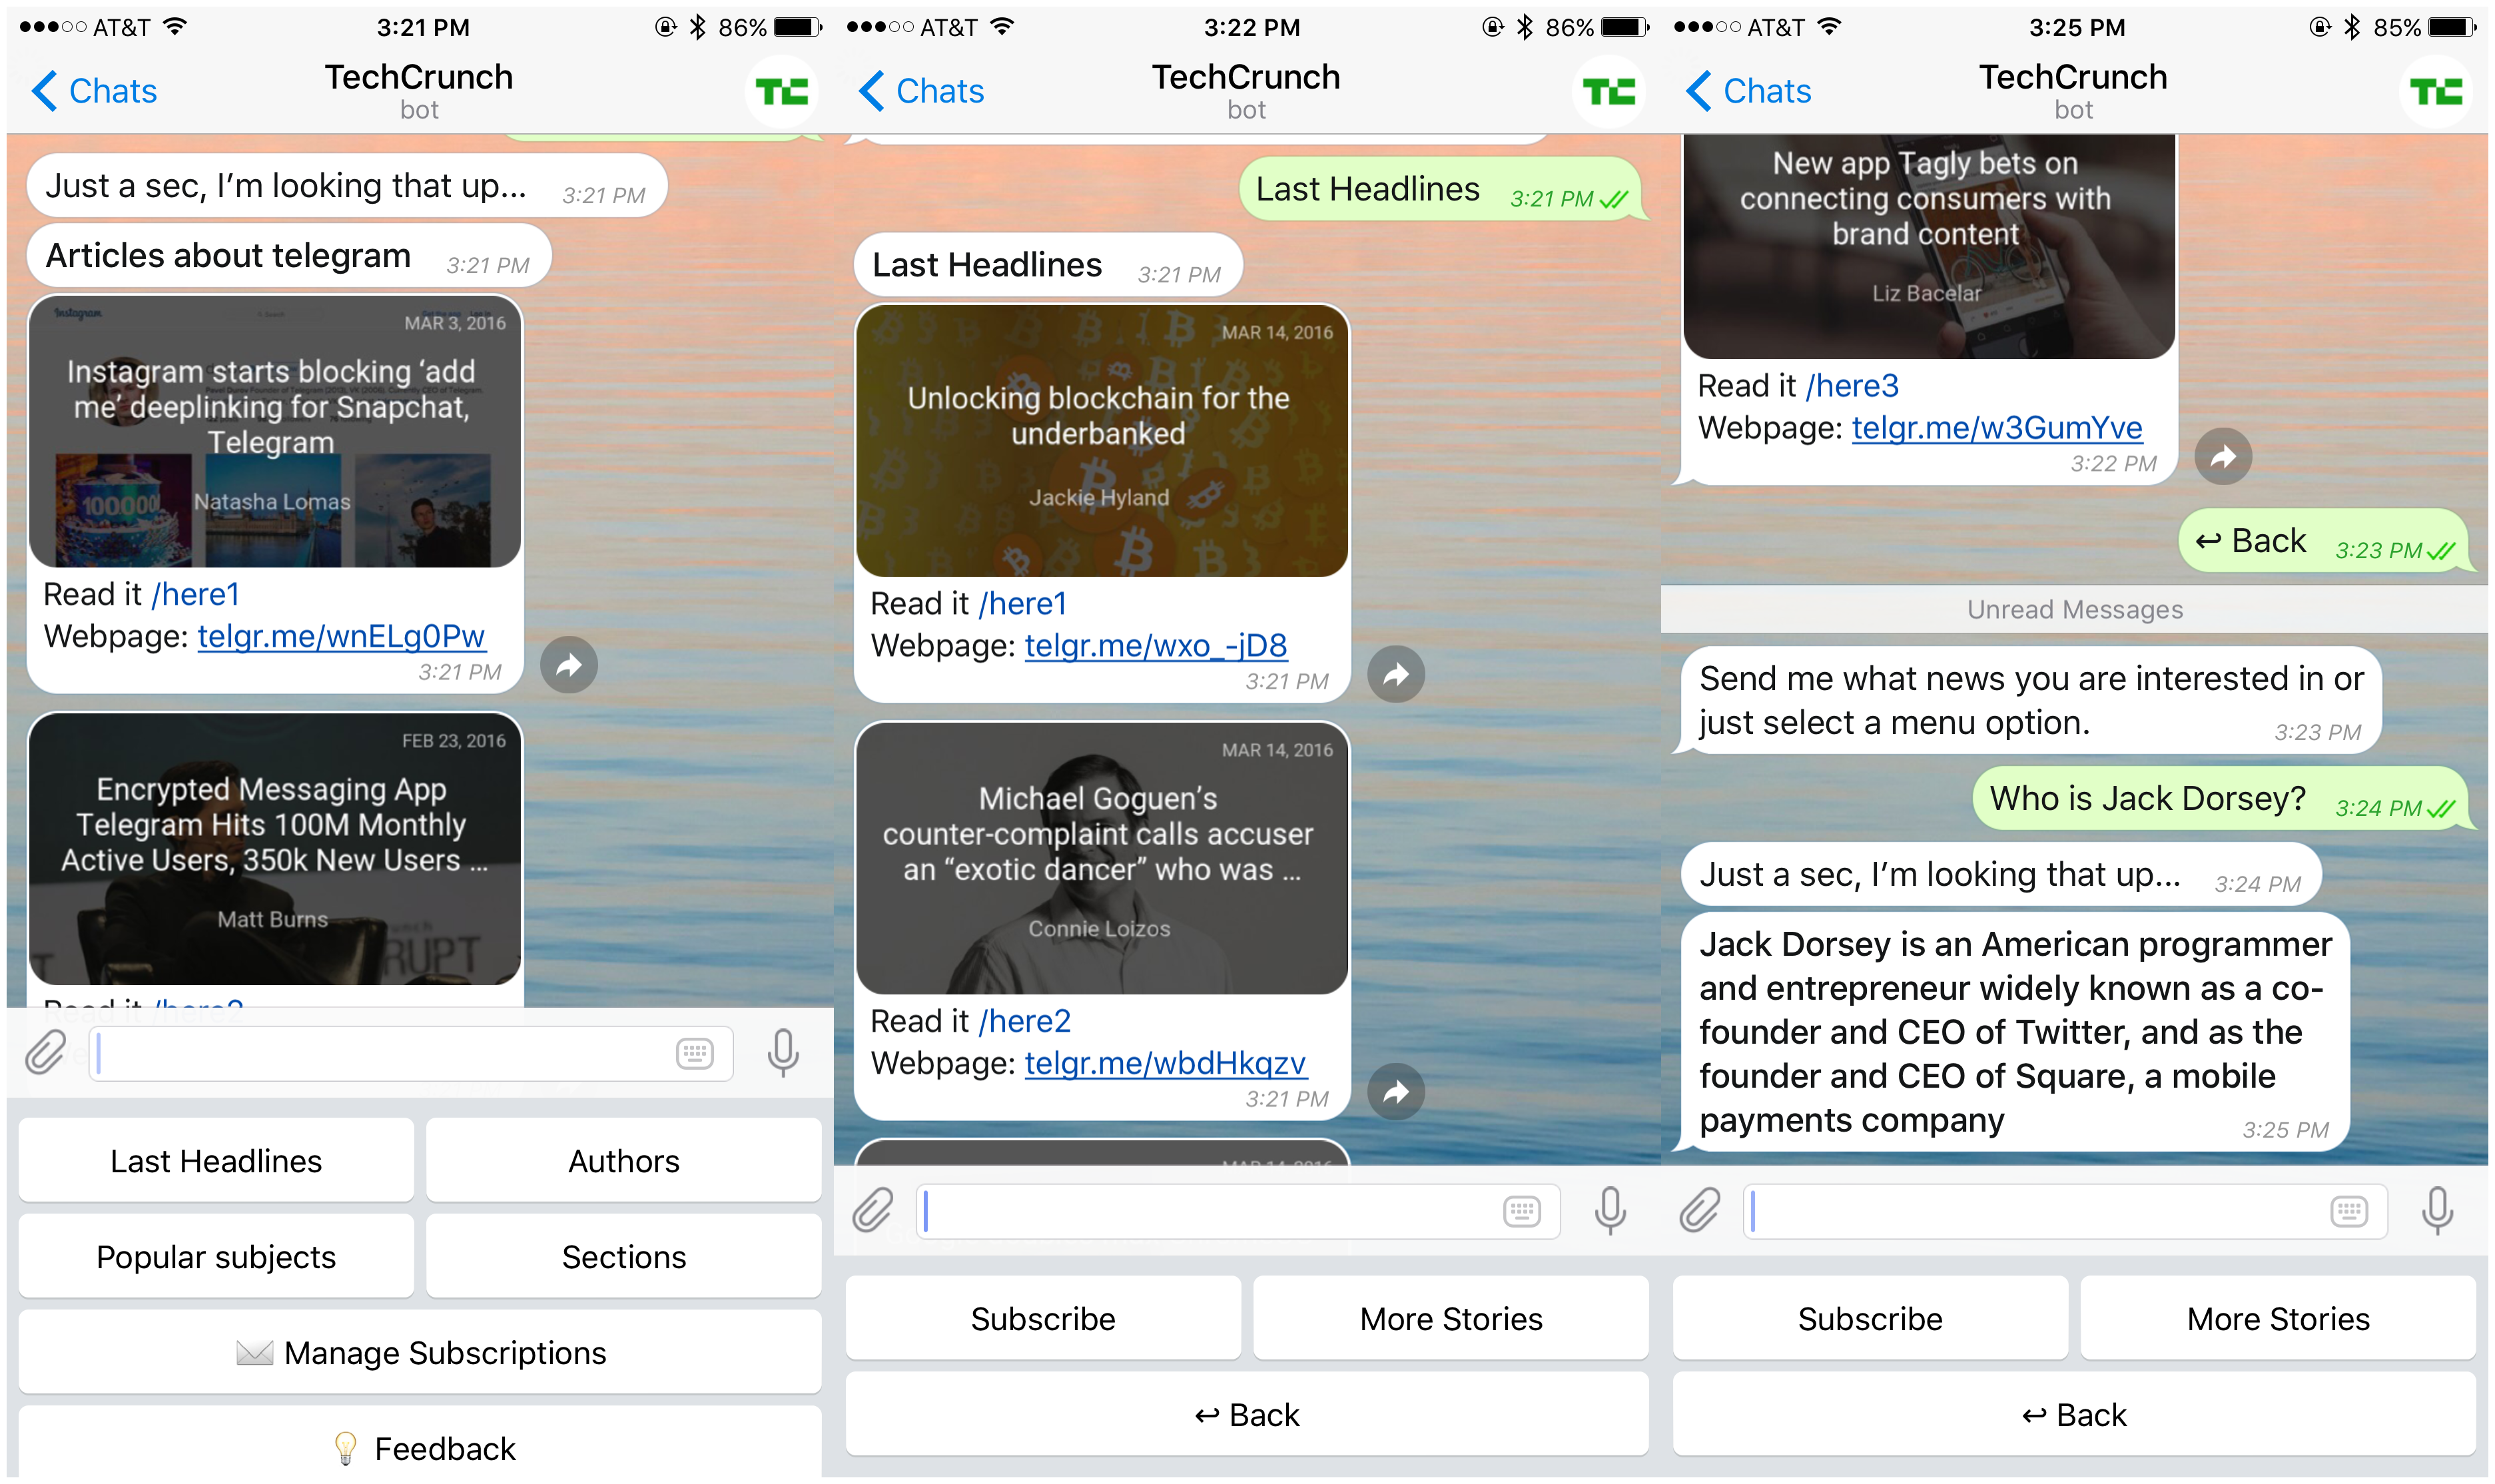 AT&T 3:21 PM 86%
Chats
TechCrunch
bot
TC
Just a sec, I'm looking that up... 3:21 PM
Articles about telegram 3:21 PM
Instagram
MAR 3, 2016
Instagram starts blocking ‘add
me’ deeplinking for Snapchat,
Telegram
100.000
Natasha Lomas
Read it /here1
Webpage: telgr.me/wnELg0Pw
3:21 PM
FEB 23, 2016
Encrypted Messaging App
Telegram Hits 100M Monthly
Active Users, 350k New Users ...
Matt Burns
RUPT
Read it /here2
Last Headlines
Authors
Popular subjects
Sections
Manage Subscriptions
Feedback
AT&T 3:22 PM 86%
Chats
TechCrunch
bot
TC
Last Headlines 3:21 PM
Last Headlines 3:21 PM
MAR 14, 2016
Unlocking blockchain for the
underbanked
Jackie Hyland
Read it /here1
Webpage: telgr.me/wxo_-jD8
3:21 PM
MAR 14, 2016
Michael Goguen’s
counter-complaint calls accuser
an “exotic dancer” who was ...
Connie Loizos
Read it /here2
Webpage: telgr.me/wbdHkqzv
3:21 PM
MAR 14, 2016
Subscribe
More Stories
↩ Back
AT&T 3:25 PM 85%
Chats
TechCrunch
bot
TC
New app Tagly bets on
connecting consumers with
brand content
Liz Bacelar
Read it /here3
Webpage: telgr.me/w3GumYve
3:22 PM
↩ Back 3:23 PM
Unread Messages
Send me what news you are interested in or
just select a menu option. 3:23 PM
Who is Jack Dorsey? 3:24 PM
Just a sec, I’m looking that up... 3:24 PM
Jack Dorsey is an American programmer
and entrepreneur widely known as a co-
founder and CEO of Twitter, and as the
founder and CEO of Square, a mobile
payments company 3:25 PM
Subscribe
More Stories
↩ Back